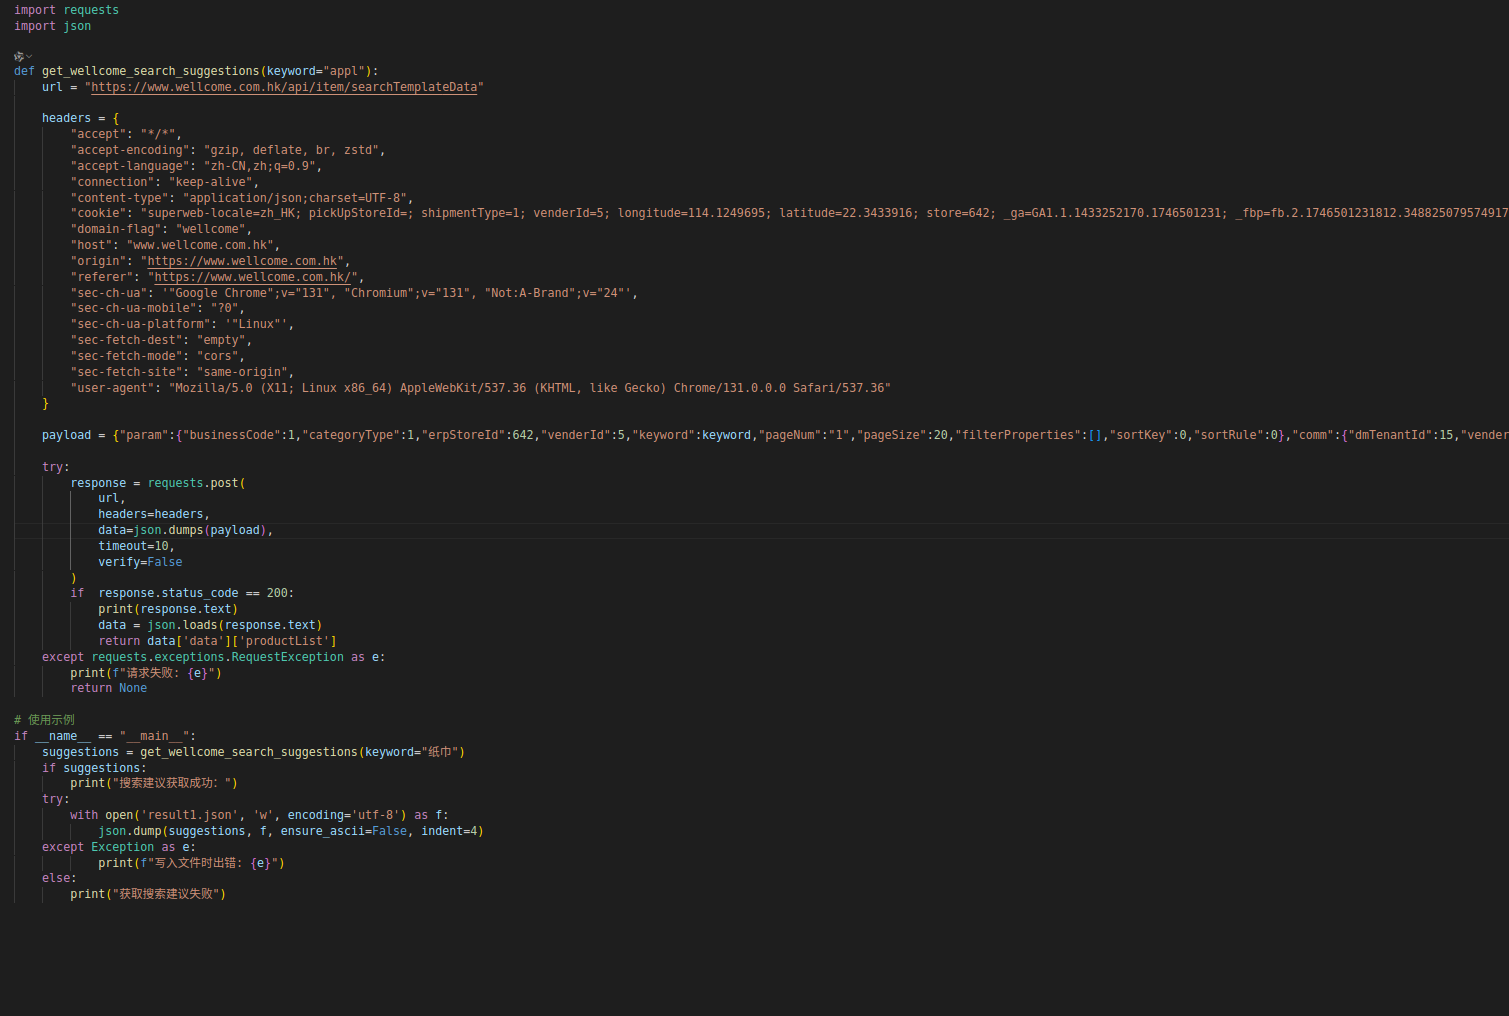 import requests
import json
def get_wellcome_search_suggestions(keyword="appl"):
    url = "https://www.wellcome.com.hk/api/item/searchTemplateData"
    headers = {
        "accept": "*/*",
        "accept-encoding": "gzip, deflate, br, zstd",
        "accept-language": "zh-CN,zh;q=0.9",
        "connection": "keep-alive",
        "content-type": "application/json;charset=UTF-8",
        "cookie": "superweb-locale=zh_HK; pickUpStoreId=; shipmentType=1; venderId=5; longitude=114.1249695; latitude=22.3433916; store=642; _ga=GA1.1.1433252170.1746501231; _fbp=fb.2.1746501231812.348825079574917
        "domain-flag": "wellcome",
        "host": "www.wellcome.com.hk",
        "origin": "https://www.wellcome.com.hk",
        "referer": "https://www.wellcome.com.hk/",
        "sec-ch-ua": '"Google Chrome";v="131", "Chromium";v="131", "Not:A-Brand";v="24"',
        "sec-ch-ua-mobile": "?0",
        "sec-ch-ua-platform": '"Linux"',
        "sec-fetch-dest": "empty",
        "sec-fetch-mode": "cors",
        "sec-fetch-site": "same-origin",
        "user-agent": "Mozilla/5.0 (X11; Linux x86_64) AppleWebKit/537.36 (KHTML, like Gecko) Chrome/131.0.0.0 Safari/537.36"
    }
    payload = {"param":{"businessCode":1,"categoryType":1,"erpStoreId":642,"venderId":5,"keyword":keyword,"pageNum":"1","pageSize":20,"filterProperties":[],"sortKey":0,"sortRule":0},"comm":{"dmTenantId":15,"vender
    try:
        response = requests.post(
            url,
            headers=headers,
            data=json.dumps(payload),
            timeout=10,
            verify=False
        )
        if  response.status_code == 200:
            print(response.text)
            data = json.loads(response.text)
            return data['data']['productList']
    except requests.exceptions.RequestException as e:
        print(f"请求失败: {e}")
        return None
# 使用示例
if __name__ == "__main__":
    suggestions = get_wellcome_search_suggestions(keyword="纸巾")
    if suggestions:
        print("搜索建议获取成功: ")
    try:
        with open('result1.json', 'w', encoding='utf-8') as f:
            json.dump(suggestions, f, ensure_ascii=False, indent=4)
    except Exception as e:
            print(f"写入文件时出错: {e}")
    else:
        print("获取搜索建议失败")